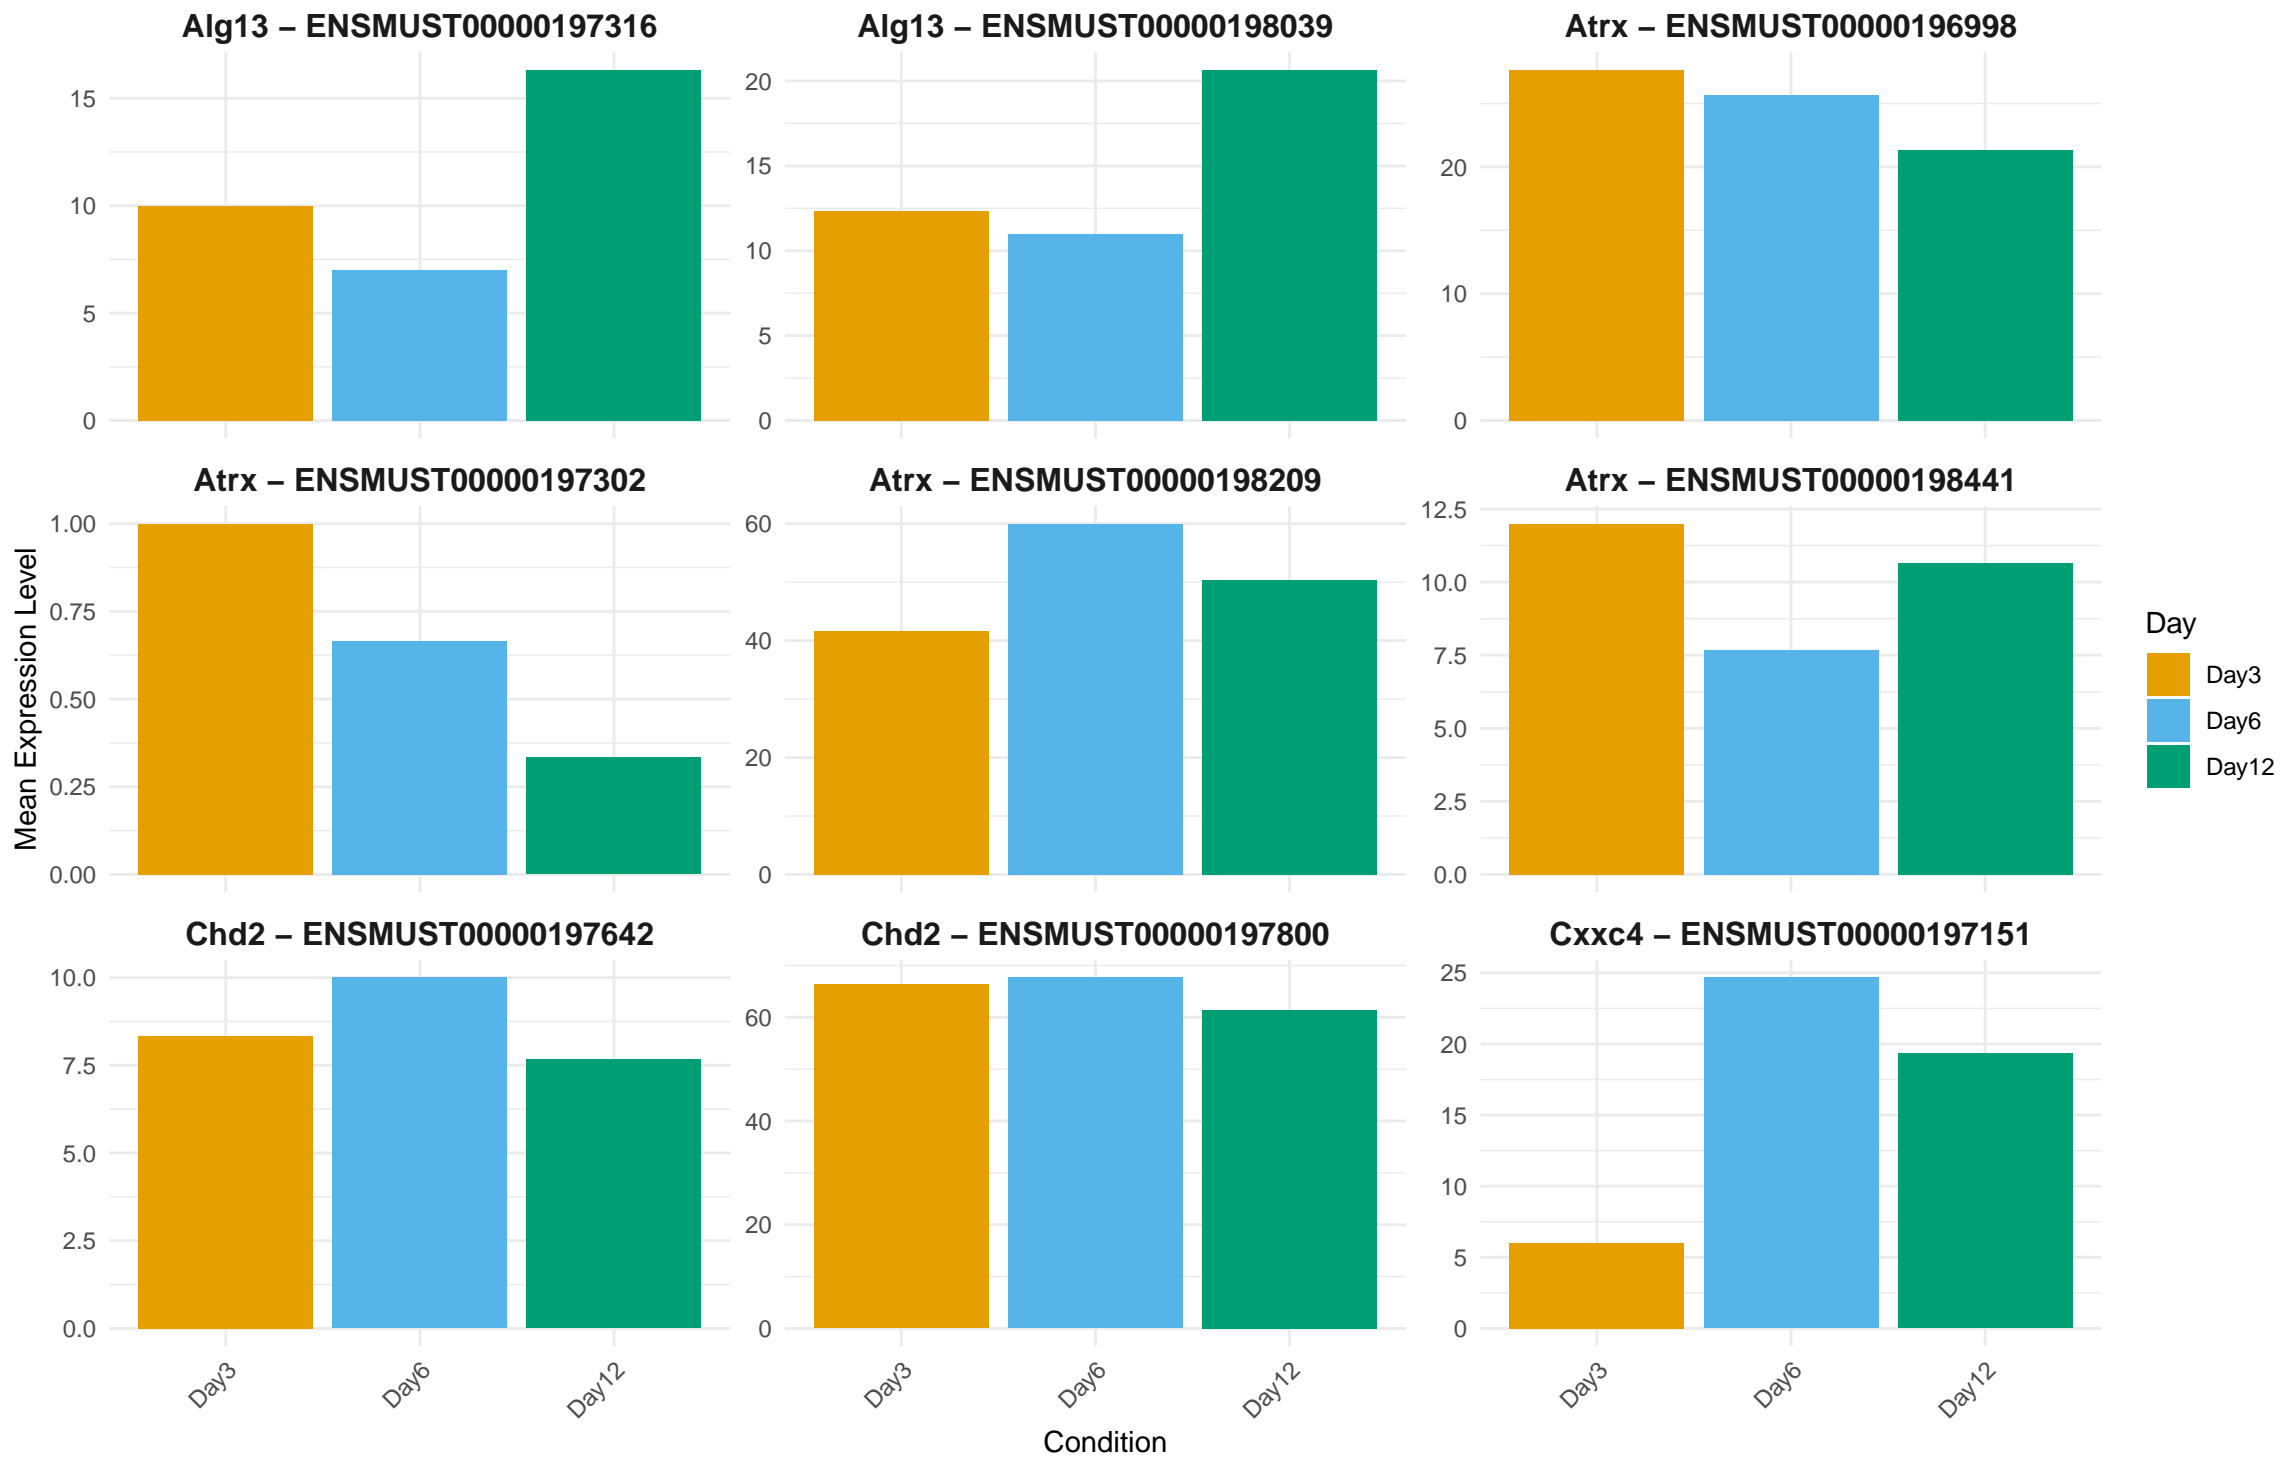 Alg13 – ENSMUST00000197316
Alg13 – ENSMUST00000198039
Atrx – ENSMUST00000196998
15
10
5
0
20
15
10
5
0
20
10
0
Atrx – ENSMUST00000197302
Atrx – ENSMUST00000198209
Atrx – ENSMUST00000198441
Mean Expression Level
1.00
0.75
0.50
0.25
0.00
60
40
20
0
12.5
10.0
7.5
5.0
2.5
0.0
Chd2 – ENSMUST00000197642
Chd2 – ENSMUST00000197800
Cxxc4 – ENSMUST00000197151
10.0
7.5
5.0
2.5
0.0
60
40
20
0
25
20
15
10
5
0
Day3
Day6
Day12
Day3
Day6
Day12
Day3
Day6
Day12
Condition
Day
Day3
Day6
Day12